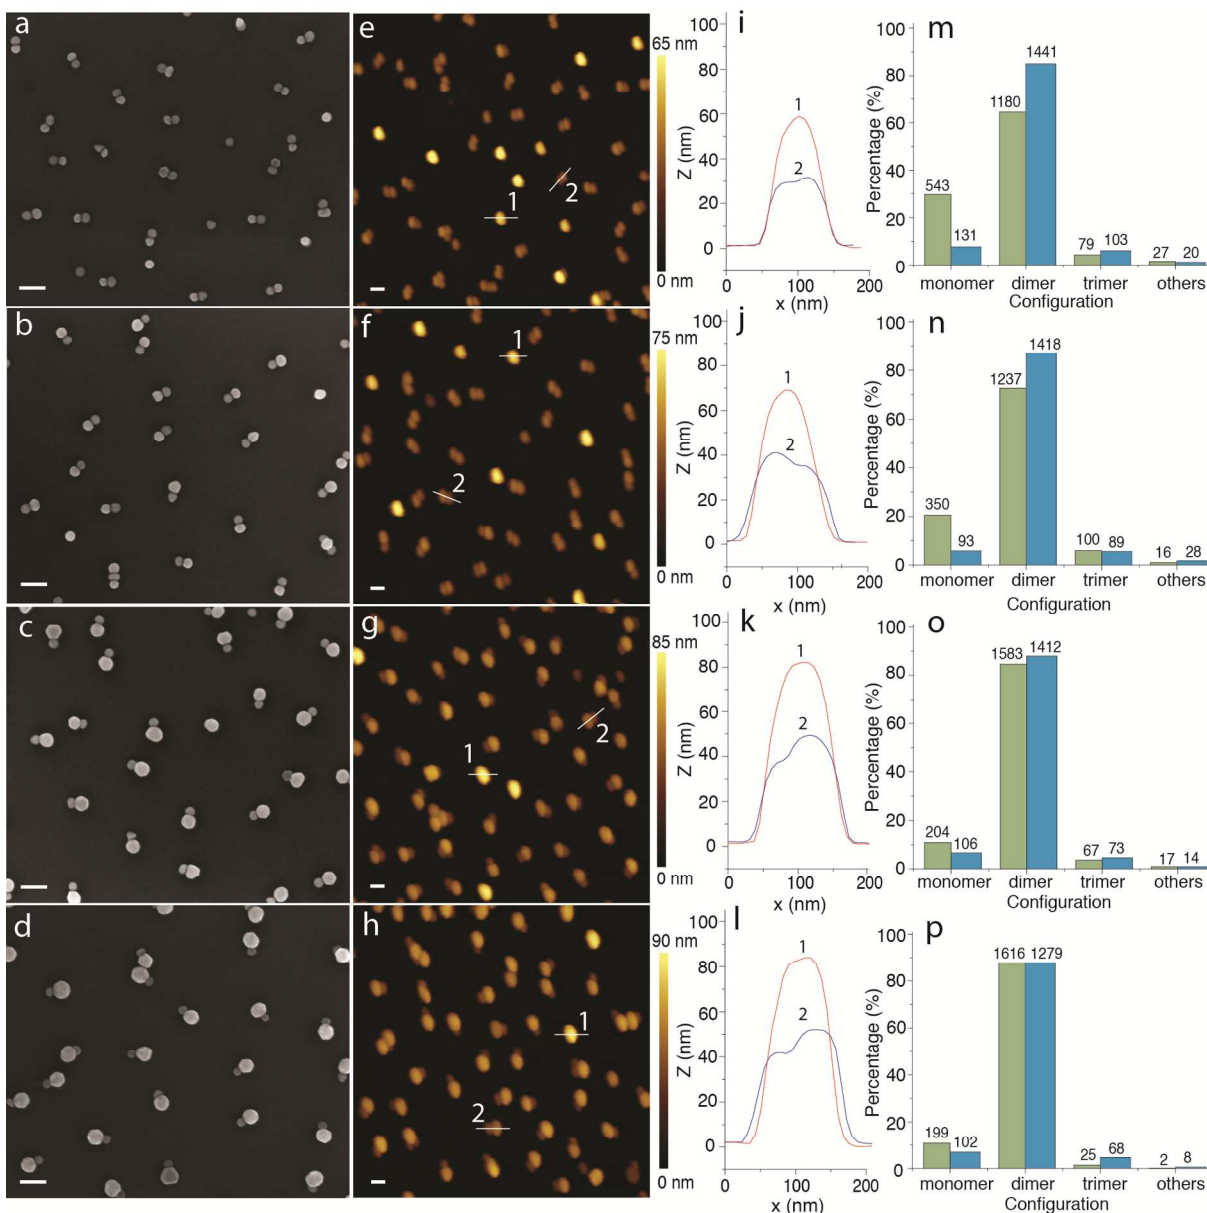 a
e
1
2
65 nm
0 nm
i
100
80
60
40
20
0
Z (nm)
1
2
0 100 200
x (nm)
m
100
80
60
40
20
0
Percentage (%)
543
131
1180
1441
79 103
27 20
monomer dimer trimer others
Configuration
b
f
1
2
75 nm
0 nm
j
100
80
60
40
20
0
Z (nm)
1
2
0 100 200
x (nm)
n
100
80
60
40
20
0
Percentage (%)
350
93
1237
1418
100 89
16 28
monomer dimer trimer others
Configuration
c
g
1
2
85 nm
0 nm
k
100
80
60
40
20
0
Z (nm)
1
2
0 100 200
x (nm)
o
100
80
60
40
20
0
Percentage (%)
204
106
1583 1412
67 73
17 14
monomer dimer trimer others
Configuration
d
h
1
2
90 nm
0 nm
l
100
80
60
40
20
0
Z (nm)
1
2
0 100 200
x (nm)
p
100
80
60
40
20
0
Percentage (%)
199
102
1616 1279
25 68
2 8
monomer dimer trimer others
Configuration